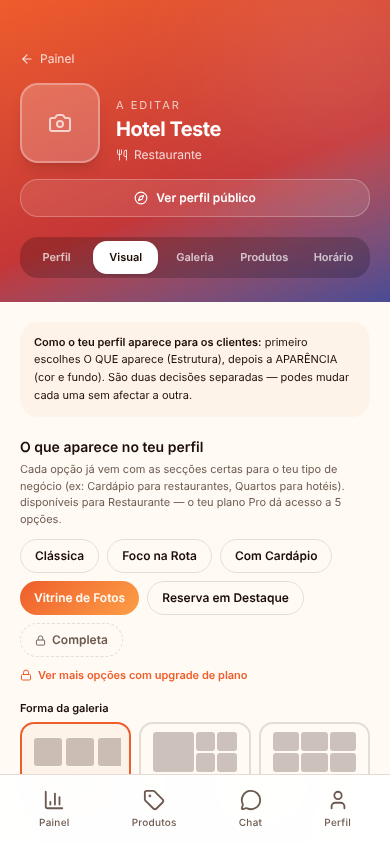 Painel
A EDITAR
Hotel Teste
Restaurante
Ver perfil público
Perfil Visual Galeria Produtos Horário
Como o teu perfil aparece para os clientes: primeiro
escolhes O QUE aparece (Estrutura), depois a APARÊNCIA
(cor e fundo). São duas decisões separadas — podes mudar
cada uma sem afectar a outra.
O que aparece no teu perfil
Cada opção já vem com as secções certas para o teu tipo de
negócio (ex: Cardápio para restaurantes, Quartos para hotéis).
disponíveis para Restaurante — o teu plano Pro dá acesso a 5
opções.
Clássica Foco na Rota Com Cardápio
Vitrine de Fotos Reserva em Destaque
Completa
Ver mais opções com upgrade de plano
Forma da galeria
Painel Produtos Chat Perfil